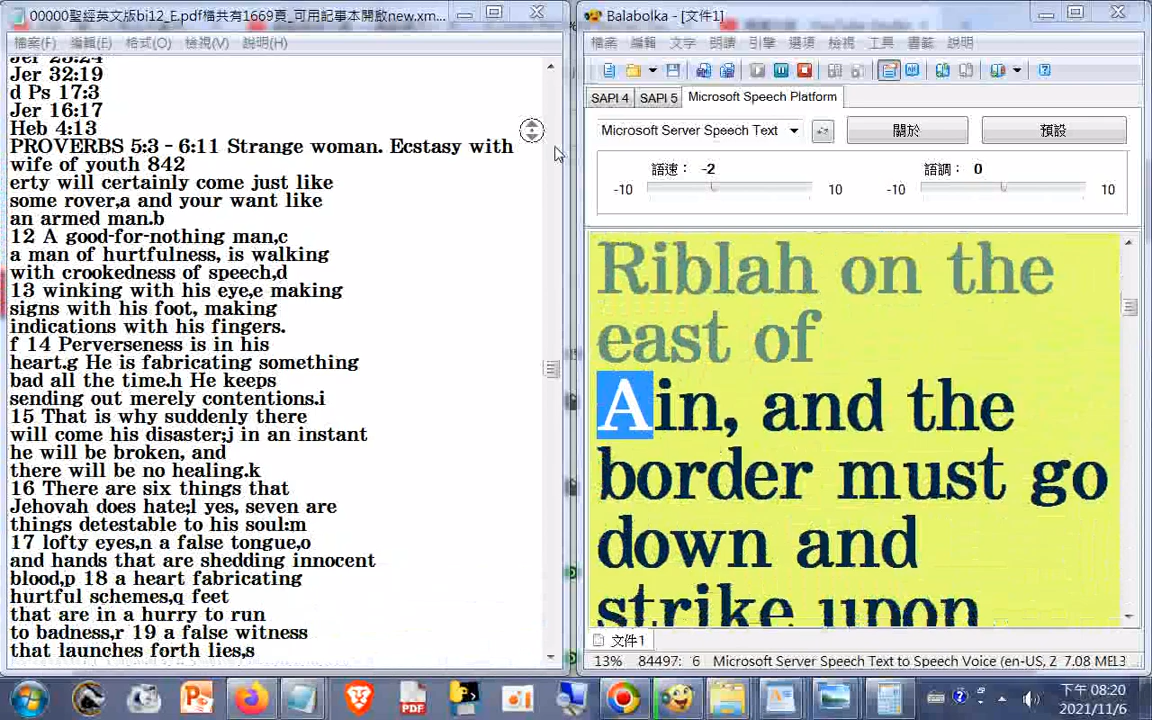 00000聖經英文版bi12_E.pdf檔共有1669頁_可用記事本開啟new.xm...
檔案(F) 編輯(E) 格式(O) 檢視(V) 說明(H)
Jer 23:24
Jer 32:19
d Ps 17:3
Jer 16:17
Heb 4:13
PROVERBS 5:3 - 6:11 Strange woman. Ecstasy with
wife of youth 842
erty will certainly come just like
some rover,a and your want like
an armed man.b
12 A good-for-nothing man,c
a man of hurtfulness, is walking
with crookedness of speech,d
13 winking with his eye,e making
signs with his foot, making
indications with his fingers.
f 14 Perverseness is in his
heart.g He is fabricating something
bad all the time.h He keeps
sending out merely contentions.i
15 That is why suddenly there
will come his disaster;j in an instant
he will be broken, and
there will be no healing.k
16 There are six things that
Jehovah does hate;l yes, seven are
things detestable to his soul:m
17 lofty eyes,n a false tongue,o
and hands that are shedding innocent
blood,p 18 a heart fabricating
hurtful schemes,q feet
that are in a hurry to run
to badness,r 19 a false witness
that launches forth lies,s
Balabolka - [文件1]
檔案 編輯 文字 朗讀 引擎 選項 檢視 工具 書籤 說明
SAPI 4 SAPI 5 Microsoft Speech Platform
Microsoft Server Speech Text 關於 預設
語速： -2 語調： 0
-10 10 -10 10
Riblah on the
east of
Ain, and the
border must go
down and
strike upon
文件1
13% 84497: 6 Microsoft Server Speech Text to Speech Voice (en-US, Z 7.08 МЕІЗ
PDF
下午 08:20
2021/11/6